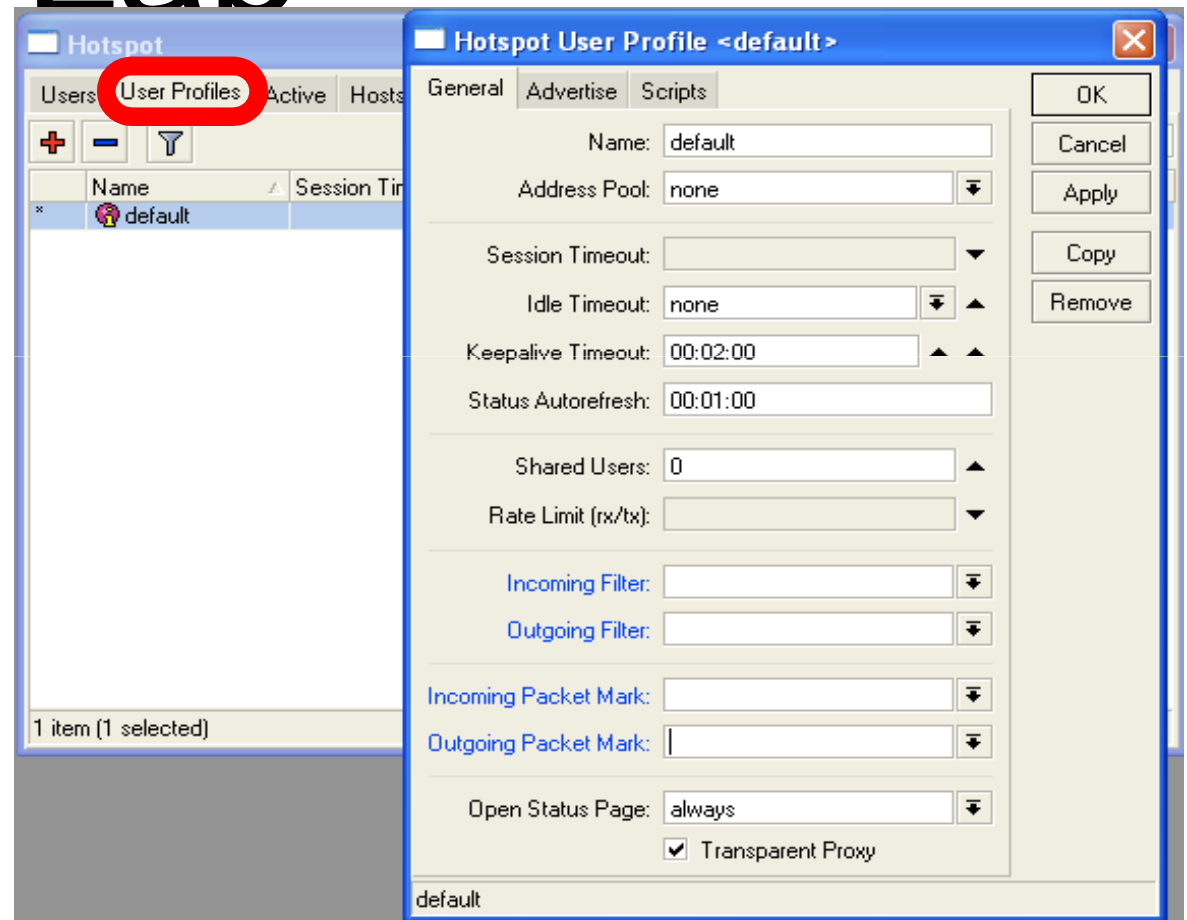 Lab
Hotspot
Users User Profiles Active Hosts
Name Session
default
1 item (1 selected)
Hotspot User Profile <default>
General Advertise Scripts
Name: default
Address Pool: none
Session Timeout:
Idle Timeout: none
Keepalive Timeout: 00:02:00
Status Autorefresh: 00:01:00
Shared Users: 0
Rate Limit (rx/tx):
Incoming Filter:
Outgoing Filter:
Incoming Packet Mark:
Outgoing Packet Mark:
Open Status Page: always
Transparent Proxy
default
OK
Cancel
Apply
Copy
Remove